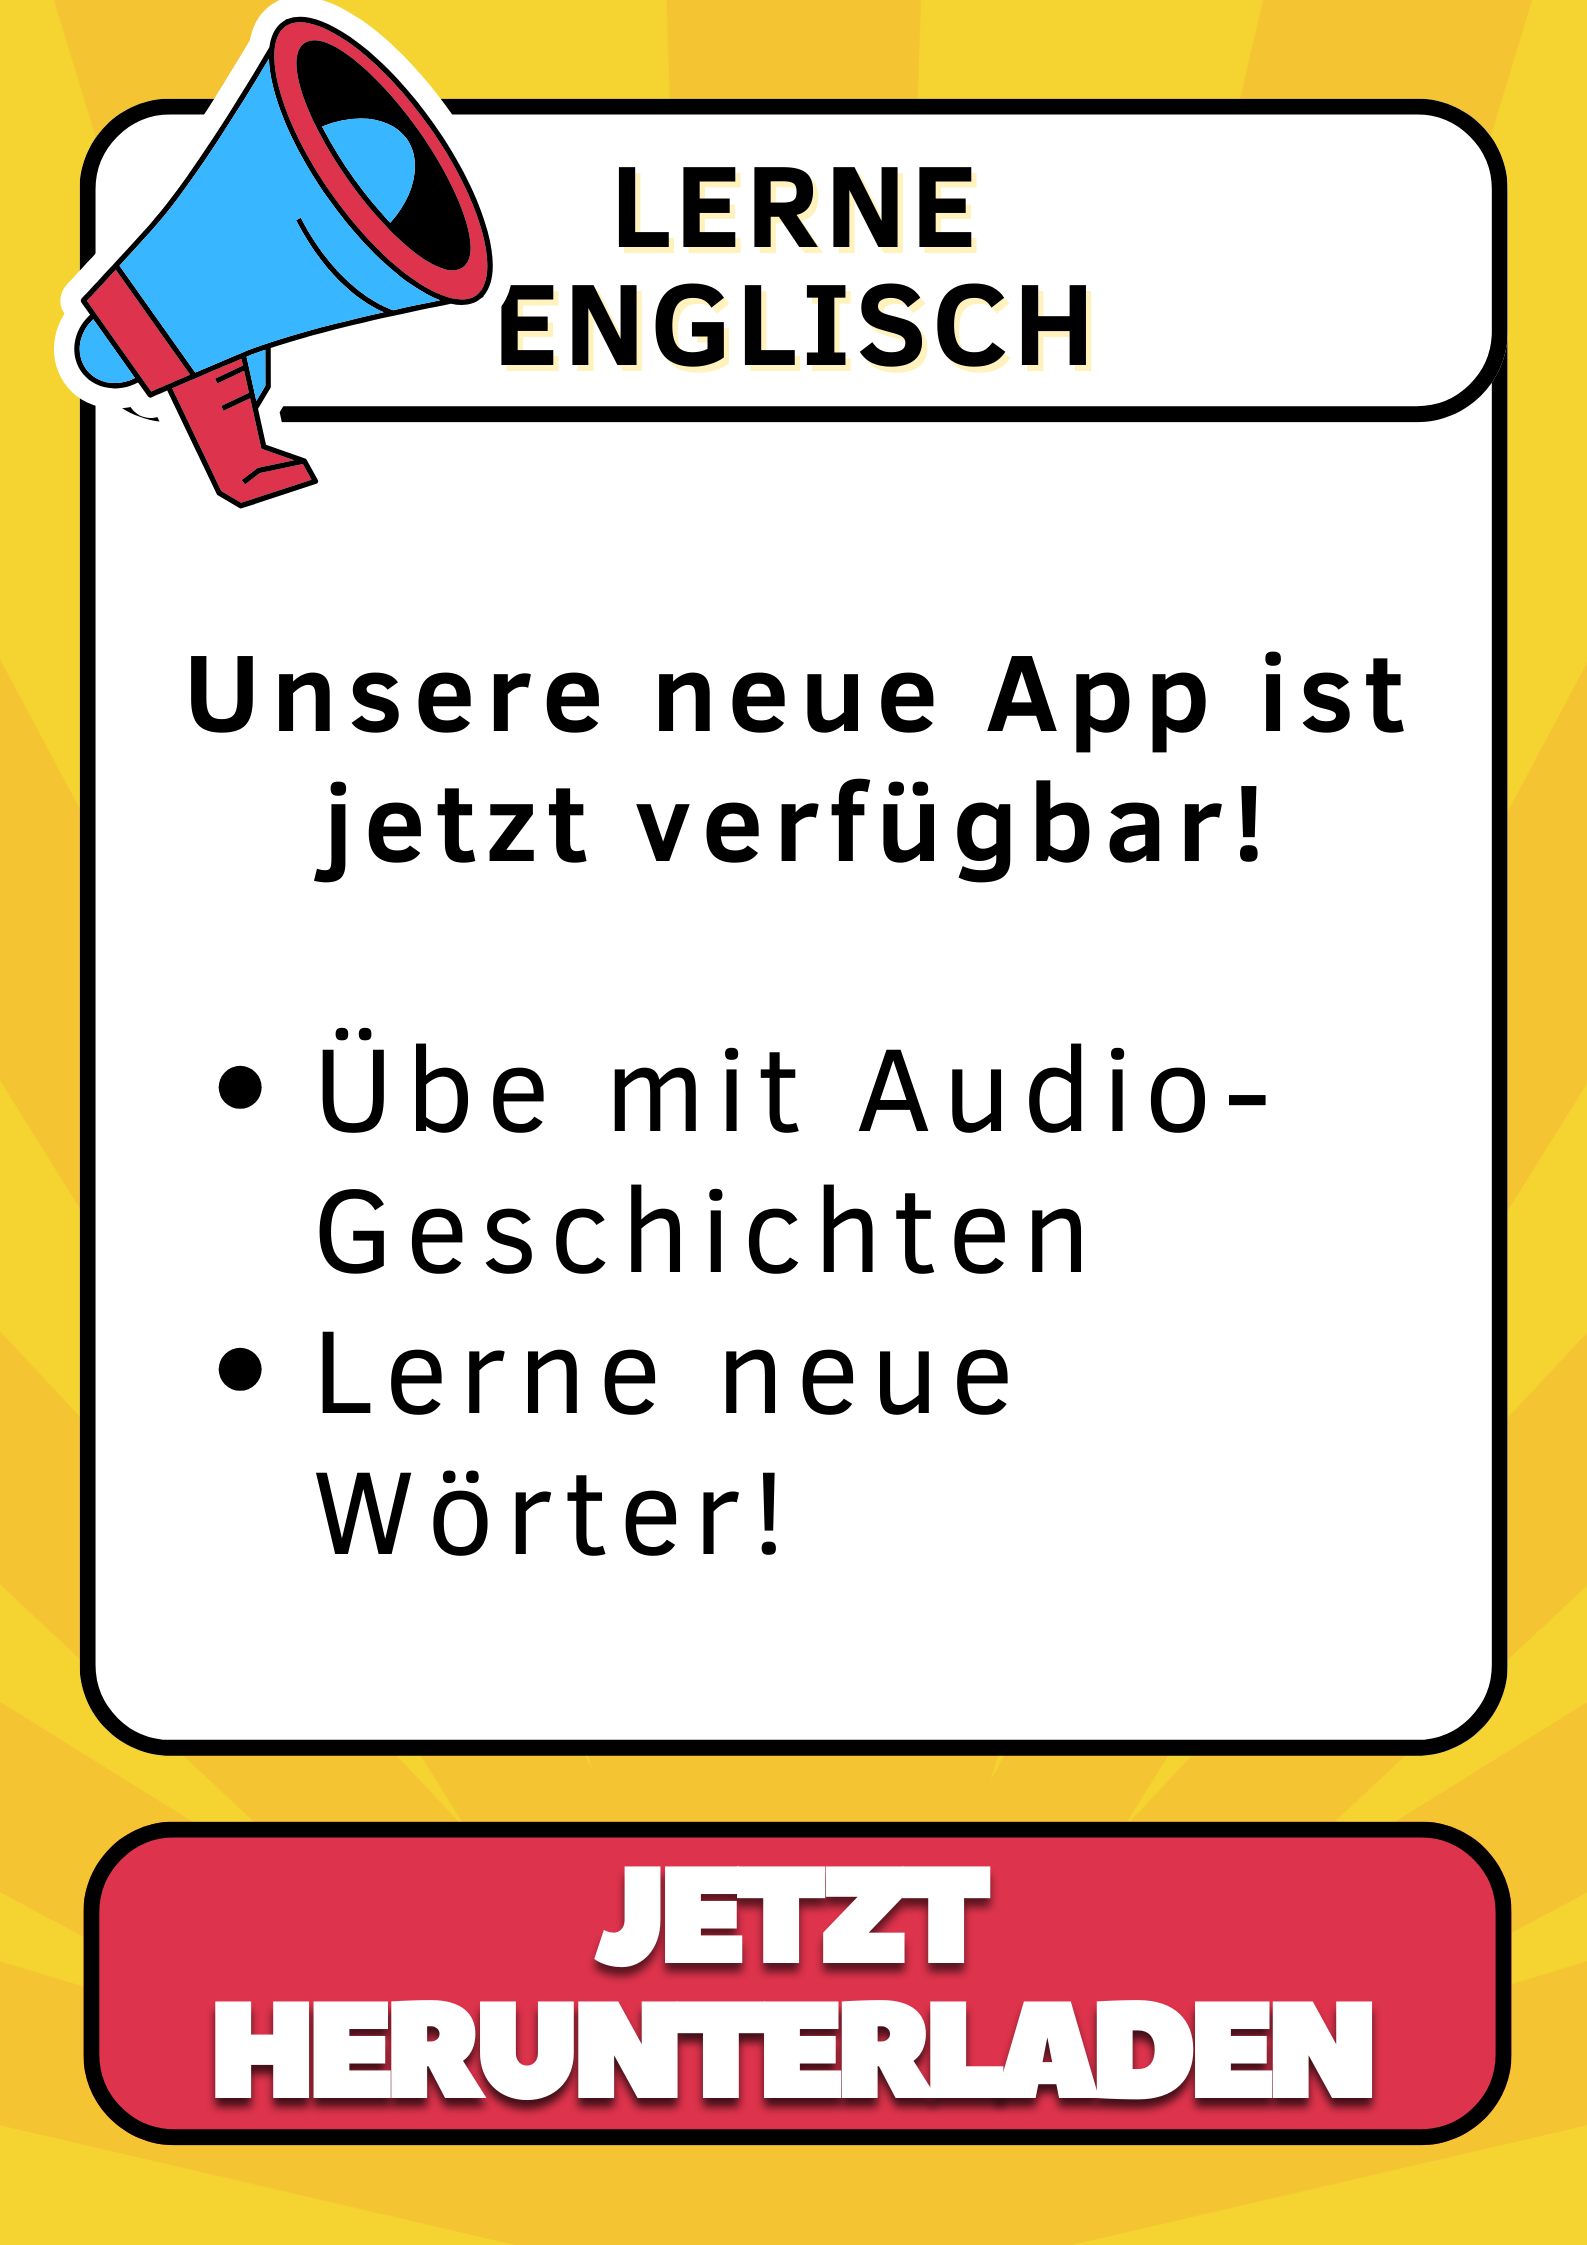 LERNE
ENGLISCH
Unsere neue App ist
jetzt verfügbar!
• Übe mit Audio-
Geschichten
• Lerne neue
Wörter!
JETZT
HERUNTERLADEN